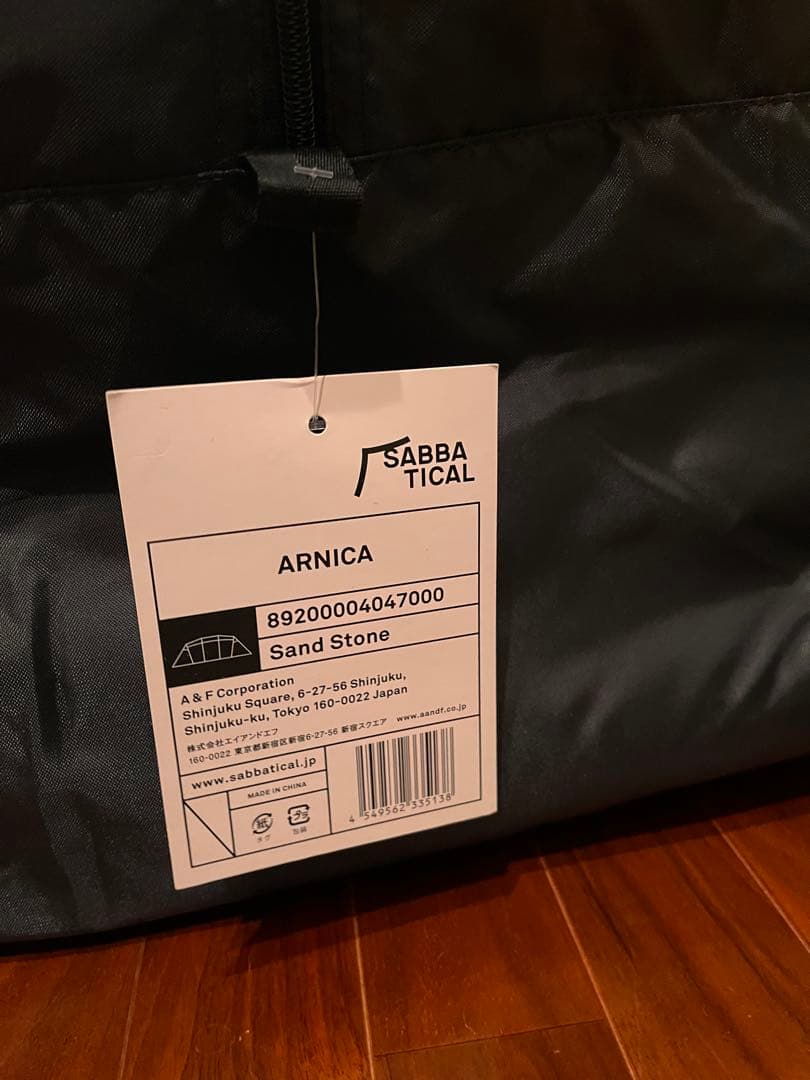 SABBA
TICAL
ARNICA
89200004047000
Sand Stone
A & F Corporation
Shinjuku Square, 6-27-56 Shinjuku,
Shinjuku-ku, Tokyo 160-0022 Japan
株式会社エイアンドエフ www.aandf.co.jp
160-0022 東京都新宿区新宿6-27-56 新宿スクエア
www.sabbatical.jp
MADE IN CHINA
紙 プラ
タグ 包装
4 549562 335138